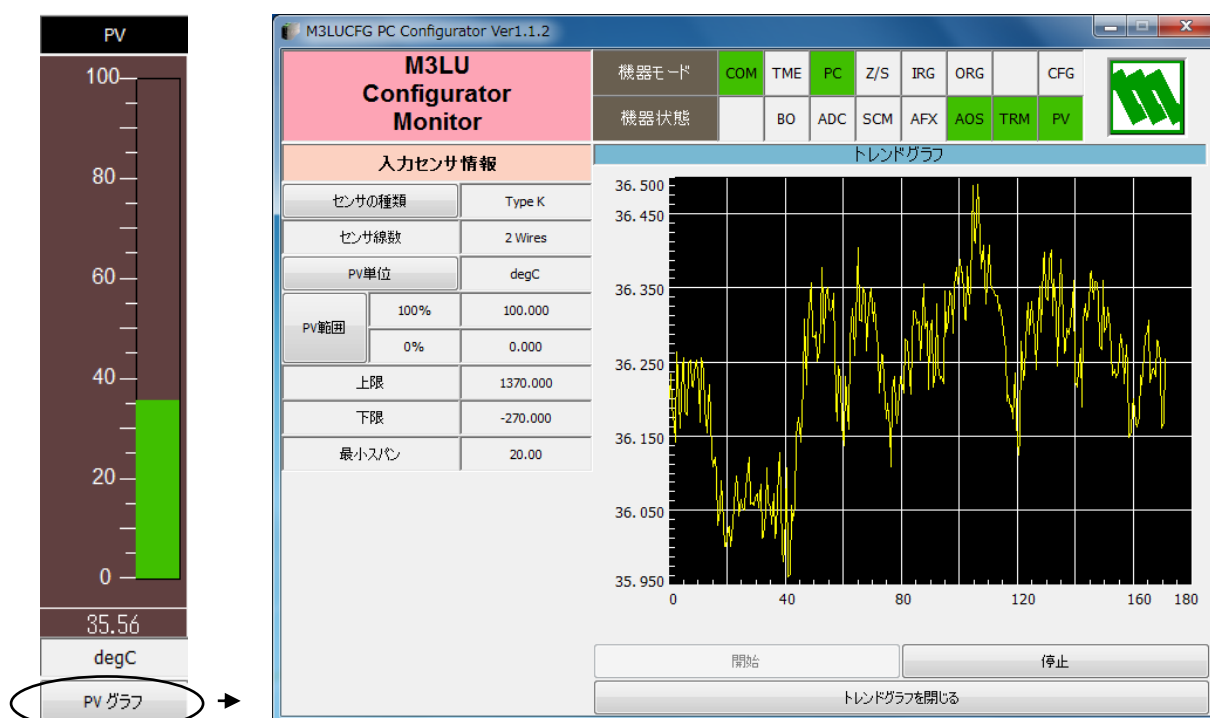 PV
100
80
60
40
20
0
35.56
degC
PV グラフ
M3LUCFG PC Configurator Ver1.1.2
M3LU
Configurator
Monitor
機器モード COM TME PC Z/S IRG ORG CFG
機器状態 BO ADC SCM AFX AOS TRM PV
入力センサ情報
センサの種類 Type K
センサ線数 2 Wires
PV単位 degC
PV範囲 100% 100.000
0% 0.000
上限 1370.000
下限 -270.000
最小スパン 20.00
トレンドグラフ
36.500
36.450
36.350
36.250
36.150
36.050
35.950
0 40 80 120 160 180
開始 停止
トレンドグラフを閉じる